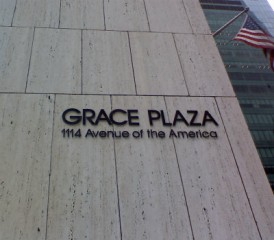 GRACE PLAZA
1114 Avenue of the America